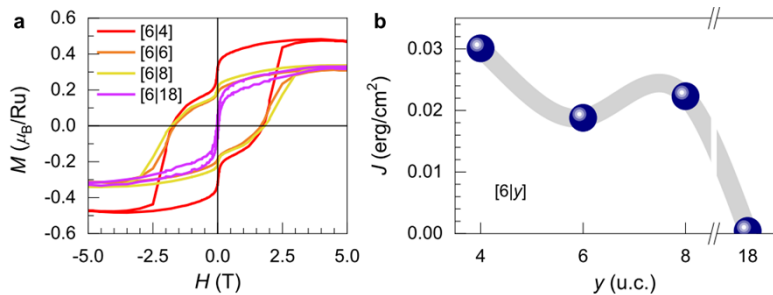 a
0.6
0.4
0.2
0.0
-0.2
-0.4
-0.6
M (μB/Ru)
[6|4]
[6|6]
[6|8]
[6|18]
-5.0 -2.5 0.0 2.5 5.0
H (T)
b
0.03
0.02
0.01
0.00
J (erg/cm²)
[6|y]
4 6 8 18
y (u.c.)